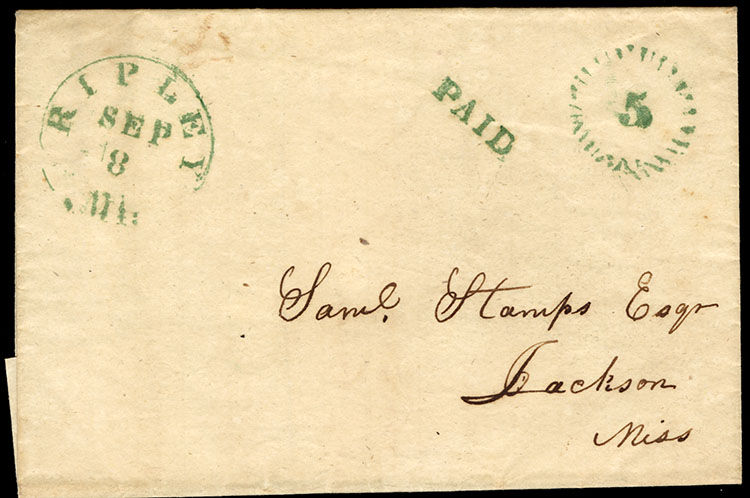 RIPLEY
SEP
8
PAID
5
Saml. Stamps Esqr
Jackson
Miss